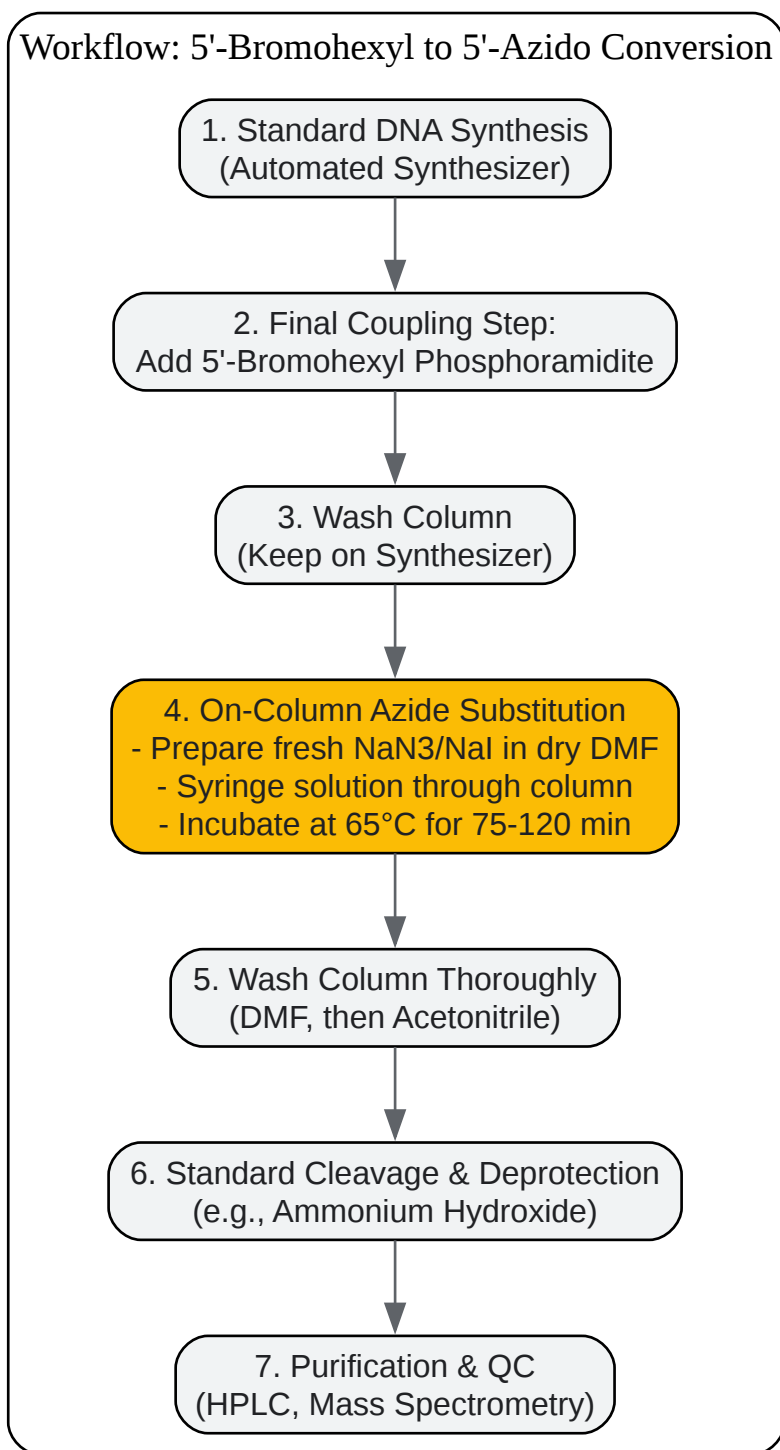 Workflow: 5'-Bromohexyl to 5'-Azido Conversion
1. Standard DNA Synthesis
(Automated Synthesizer)
2. Final Coupling Step:
Add 5'-Bromohexyl Phosphoramidite
3. Wash Column
(Keep on Synthesizer)
4. On-Column Azide Substitution
- Prepare fresh NaN3/NaI in dry DMF
- Syringe solution through column
- Incubate at 65°C for 75-120 min
5. Wash Column Thoroughly
(DMF, then Acetonitrile)
6. Standard Cleavage & Deprotection
(e.g., Ammonium Hydroxide)
7. Purification & QC
(HPLC, Mass Spectrometry)